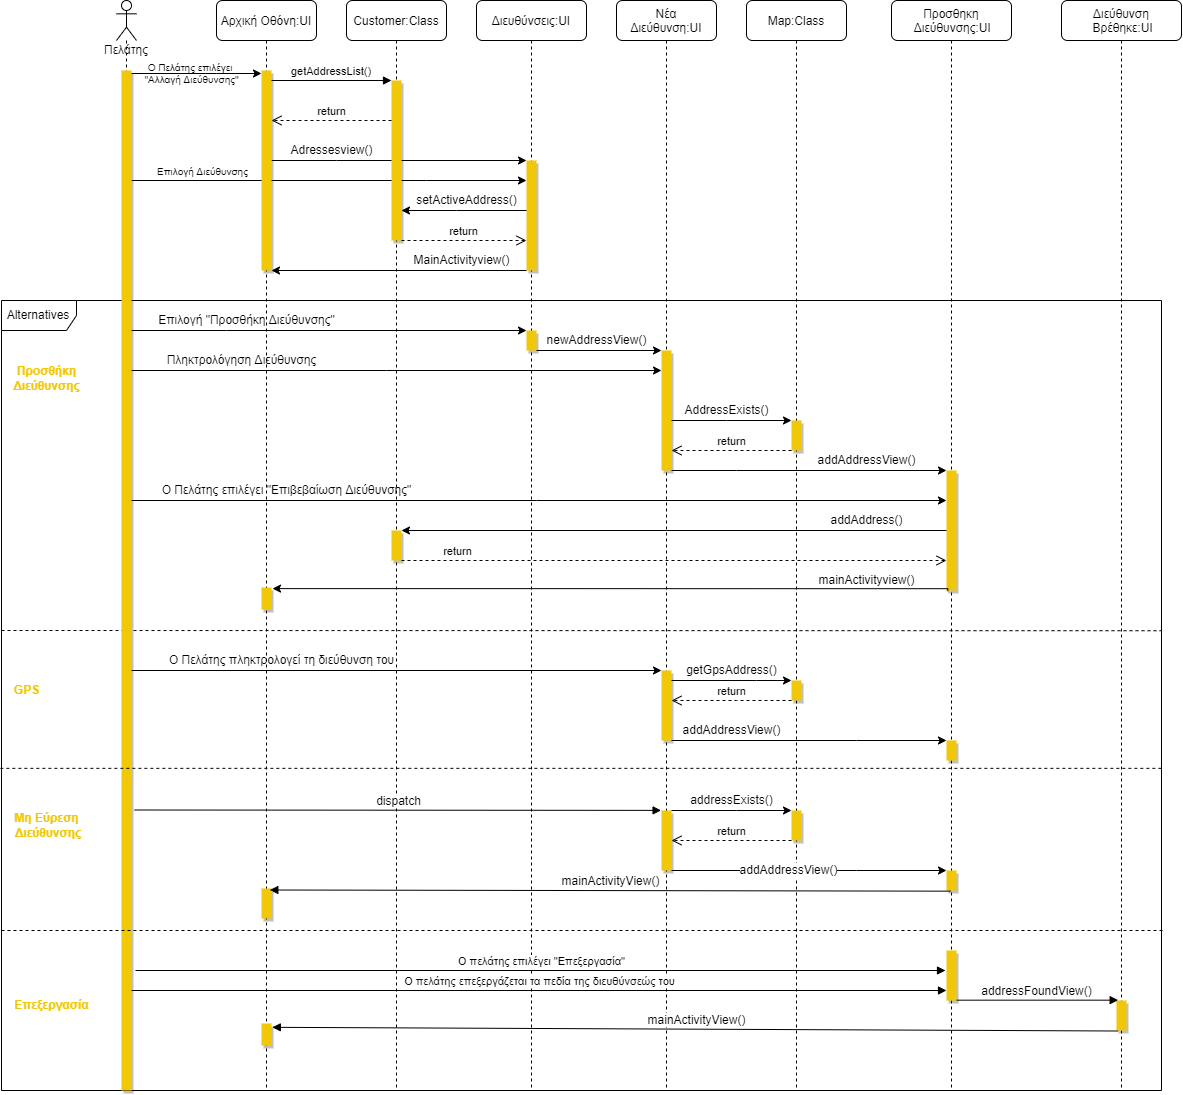 Πελάτης
Αρχική Οθόνη:UI
Customer:Class
Διευθύνσεις:UI
Νέα
Διεύθυνση:UI
Map:Class
Προσθηκη
Διεύθυνσης:UI
Διεύθυνση
Βρέθηκε:UI
Ο Πελάτης επιλέγει
"Αλλαγή Διεύθυνσης"
getAddressList()
return
Adressesview()
Επιλογή Διεύθυνσης
setActiveAddress()
return
MainActivityview()
Alternatives
Επιλογή "Προσθήκη Διεύθυνσης"
newAddressView()
Πληκτρολόγηση Διεύθυνσης
Προσθήκη
Διεύθυνσης
AddressExists()
return
addAddressView()
Ο Πελάτης επιλέγει "Επιβεβαίωση Διεύθυνσης"
addAddress()
return
mainActivityview()
Ο Πελάτης πληκτρολογεί τη διεύθυνση του
getGpsAddress()
GPS
return
addAddressView()
dispatch
addressExists()
Μη Εύρεση
Διεύθυνσης
return
addAddressView()
mainActivityView()
Ο πελάτης επιλέγει "Επεξεργασία"
Ο πελάτης επεξεργάζεται τα πεδία της διευθύνσεώς του
addressFoundView()
Επεξεργασία
mainActivityView()